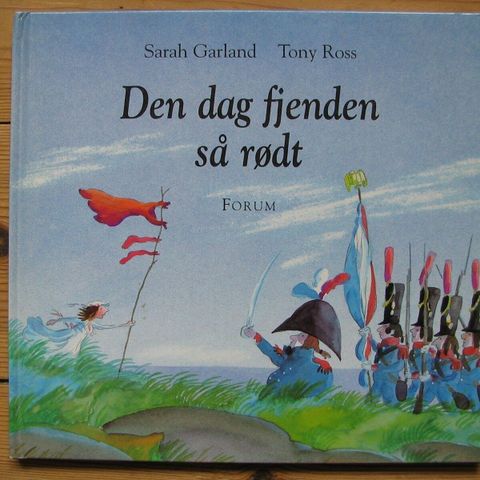 Sarah Garland Tony Ross
Den dag fjenden
så rødt
FORUM